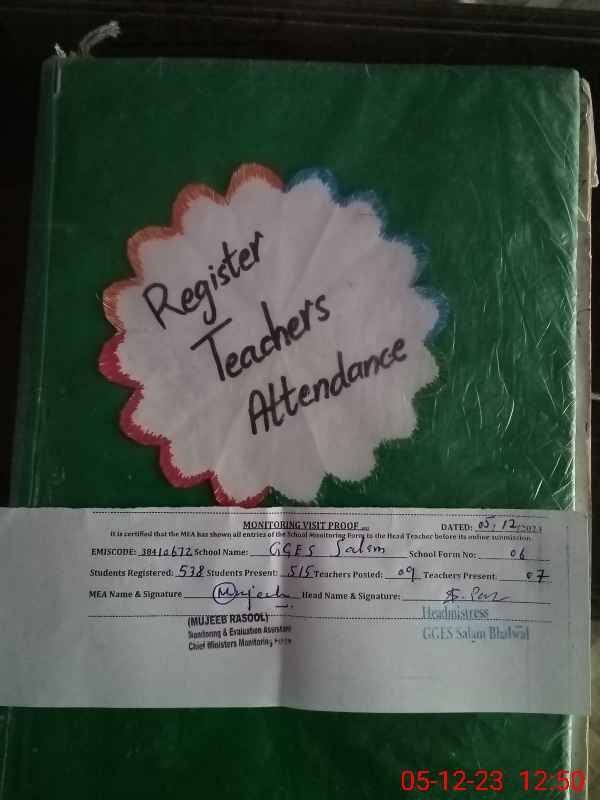 Register
Teachers
Attendance
MONITORING VISIT PROOF
DATED: 05, 12/2023
It is certified that the MEA has shown all entries of the School Monitoring Form to the Head Teacher before its online submission.
EMISCODE: 38410672 School Name: GGES Salam School Form No: 06
Students Registered: 538 Students Present: 515 Teachers Posted: 09 Teachers Present: 07
MEA Name & Signature Mujeeb Head Name & Signature:
(MUJEEB RASOOL)
Monitoring & Evaluation Assistant
Chief Ministers Monitoring
Headmistress
GGES Salam Bhalwal
05-12-23 12:50